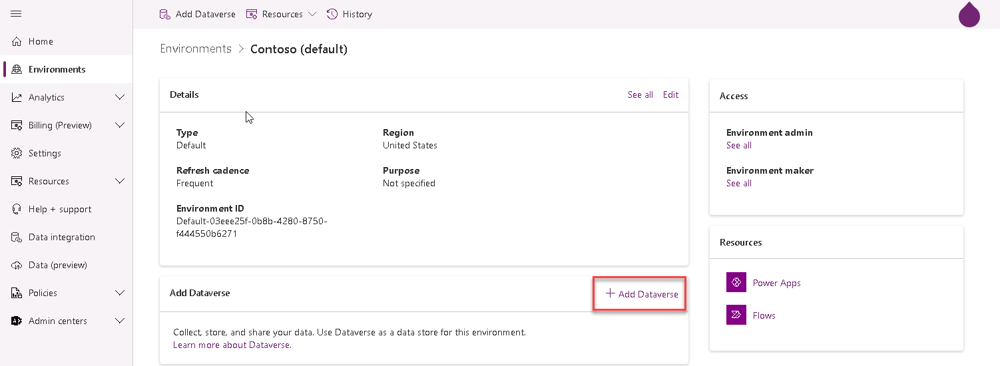 Add Dataverse
Resources
History
Home
Environments
Analytics
Billing (Preview)
Settings
Resources
Help + support
Data integration
Data (preview)
Policies
Admin centers
Environments > Contoso (default)
Details
See all
Edit
Type
Default
Region
United States
Refresh cadence
Frequent
Purpose
Not specified
Environment ID
Default-03eee25f-0b8b-4280-8750-
f444550b6271
Add Dataverse
+ Add Dataverse
Collect, store, and share your data. Use Dataverse as a data store for this environment.
Learn more about Dataverse.
Access
Environment admin
See all
Environment maker
See all
Resources
Power Apps
Flows